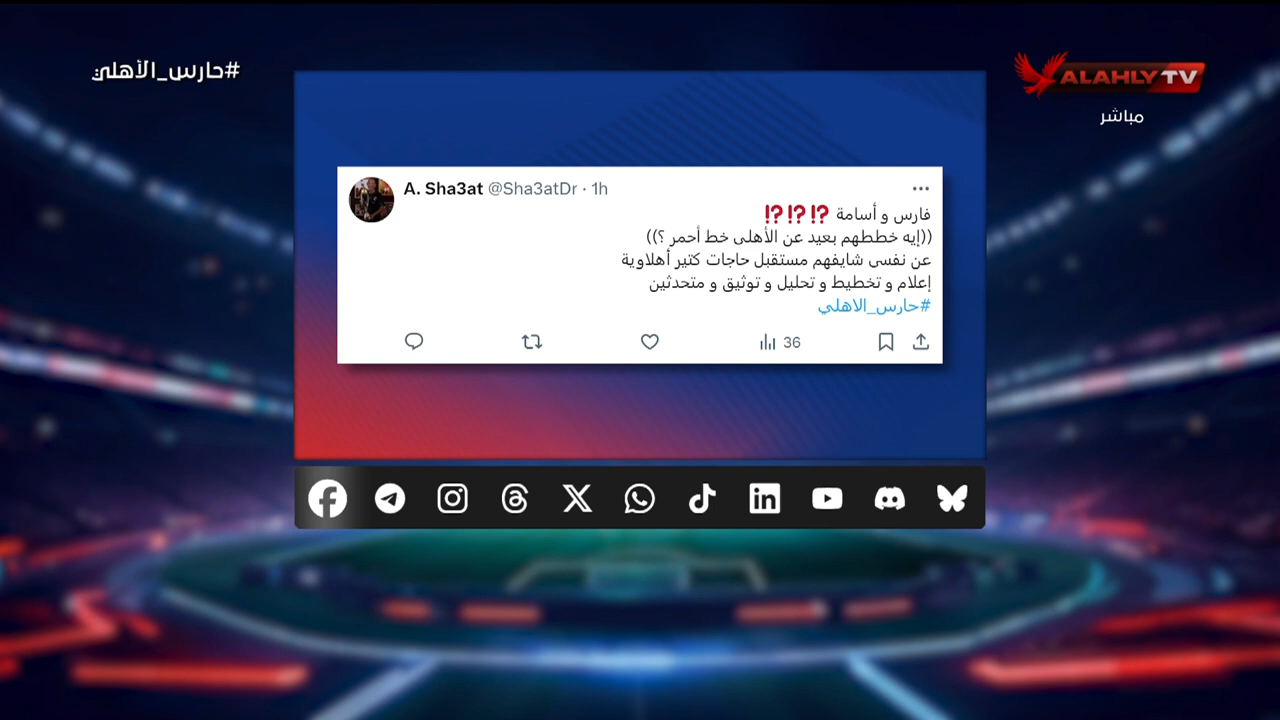 #حارس_الأهلي
ALAHLY TV
مباشر
A. Sha3at @Sha3atDr · 1h
فارس و أسامة ⁉️⁉️⁉️
((إيه خططهم بعيد عن الأهلى خط أحمر ؟))
عن نفسى شايفهم مستقبل حاجات كتير أهلاوية
إعلام و تخطيط و تحليل و توثيق و متحدثين
#حارس_الاهلي
36